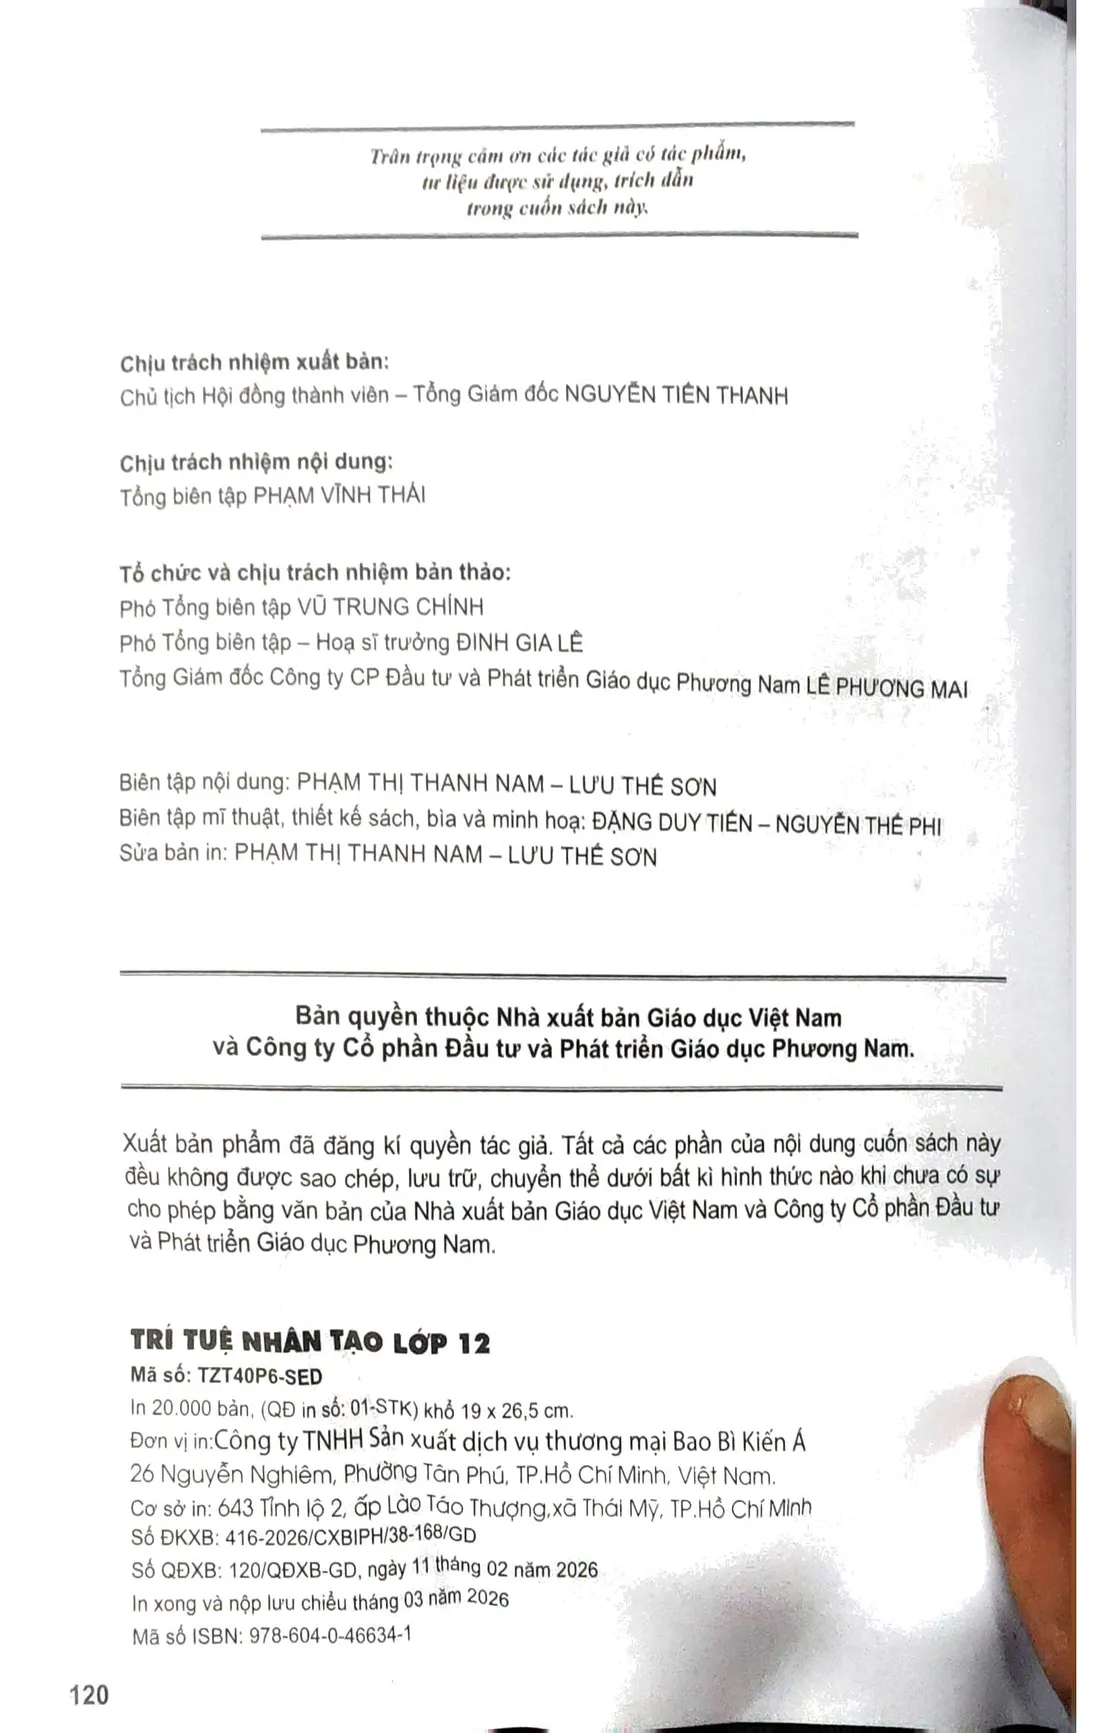 Trân trọng cảm ơn các tác giả có tác phẩm,
tư liệu được sử dụng, trích dẫn
trong cuốn sách này.
Chịu trách nhiệm xuất bản:
Chủ tịch Hội đồng thành viên – Tổng Giám đốc NGUYỄN TIẾN THANH
Chịu trách nhiệm nội dung:
Tổng biên tập PHẠM VĨNH THÁI
Tổ chức và chịu trách nhiệm bản thảo:
Phó Tổng biên tập VŨ TRUNG CHÍNH
Phó Tổng biên tập – Hoạ sĩ trưởng ĐINH GIA LÊ
Tổng Giám đốc Công ty CP Đầu tư và Phát triển Giáo dục Phương Nam LÊ PHƯƠNG MAI
Biên tập nội dung: PHẠM THỊ THANH NAM – LƯU THẾ SƠN
Biên tập mĩ thuật, thiết kế sách, bìa và minh hoạ: ĐẶNG DUY TIẾN – NGUYỄN THẾ PHI
Sửa bản in: PHẠM THỊ THANH NAM – LƯU THẾ SƠN
Bản quyền thuộc Nhà xuất bản Giáo dục Việt Nam
và Công ty Cổ phần Đầu tư và Phát triển Giáo dục Phương Nam.
Xuất bản phẩm đã đăng kí quyền tác giả. Tất cả các phần của nội dung cuốn sách này
đều không được sao chép, lưu trữ, chuyển thể dưới bất kì hình thức nào khi chưa có sự
cho phép bằng văn bản của Nhà xuất bản Giáo dục Việt Nam và Công ty Cổ phần Đầu tư
và Phát triển Giáo dục Phương Nam.
TRÍ TUỆ NHÂN TẠO LỚP 12
Mã số: TZT40P6-SED
In 20.000 bản, (QĐ in số: 01-STK) khổ 19 x 26,5 cm.
Đơn vị in:Công ty TNHH Sản xuất dịch vụ thương mại Bao Bì Kiến Á
26 Nguyễn Nghiêm, Phường Tân Phú, TP.Hồ Chí Minh, Việt Nam.
Cơ sở in: 643 Tỉnh lộ 2, ấp Lào Táo Thượng,xã Thái Mỹ, TP.Hồ Chí Minh
Số ĐKXB: 416-2026/CXBIPH/38-168/GD
Số QĐXB: 120/QĐXB-GD, ngày 11 tháng 02 năm 2026
In xong và nộp lưu chiểu tháng 03 năm 2026
Mã số ISBN: 978-604-0-46634-1
120